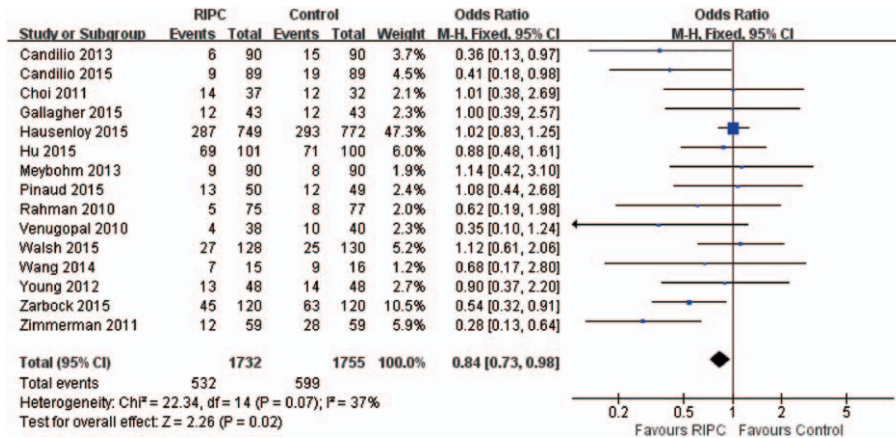 RIPC Control Odds Ratio Odds Ratio
Study or Subgroup Events Total Events Total Weight M-H, Fixed, 95% CI M-H, Fixed, 95% CI
Candilio 2013 6 90 15 90 3.7% 0.36 [0.13, 0.97]
Candilio 2015 9 89 19 89 4.5% 0.41 [0.18, 0.98]
Choi 2011 14 37 12 32 2.1% 1.01 [0.38, 2.69]
Gallagher 2015 12 43 12 43 2.3% 1.00 [0.39, 2.57]
Hausenloy 2015 287 749 293 772 47.3% 1.02 [0.83, 1.25]
Hu 2015 69 101 71 100 6.0% 0.88 [0.48, 1.61]
Meybohm 2013 9 90 8 90 1.9% 1.14 [0.42, 3.10]
Pinaud 2015 13 50 12 49 2.4% 1.08 [0.44, 2.68]
Rahman 2010 5 75 8 77 2.0% 0.62 [0.19, 1.98]
Venugopal 2010 4 38 10 40 2.3% 0.35 [0.10, 1.24]
Walsh 2015 27 128 25 130 5.2% 1.12 [0.61, 2.06]
Wang 2014 7 15 9 16 1.2% 0.68 [0.17, 2.80]
Young 2012 13 48 14 48 2.7% 0.90 [0.37, 2.20]
Zarbock 2015 45 120 63 120 10.5% 0.54 [0.32, 0.91]
Zimmerman 2011 12 59 28 59 5.9% 0.28 [0.13, 0.64]
Total (95% CI) 1732 1755 100.0% 0.84 [0.73, 0.98]
Total events 532 599
Heterogeneity: Chi² = 22.34, df = 14 (P = 0.07); I² = 37%
Test for overall effect: Z = 2.26 (P = 0.02)
0.2 0.5 1 2 5
Favours RIPC Favours Control